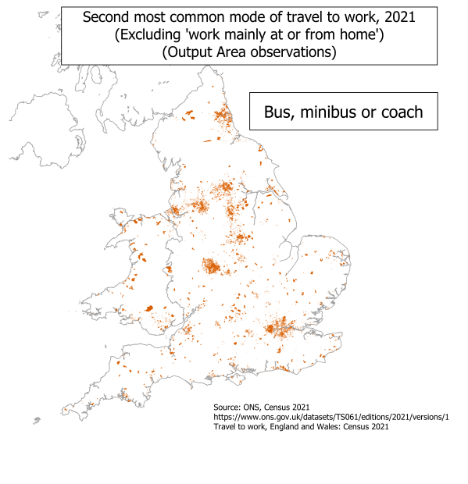 Second most common mode of travel to work, 2021
(Excluding 'work mainly at or from home')
(Output Area observations)
Bus, minibus or coach
Source: ONS, Census 2021
https://www.ons.gov.uk/datasets/TS061/editions/2021/versions/1
Travel to work, England and Wales: Census 2021